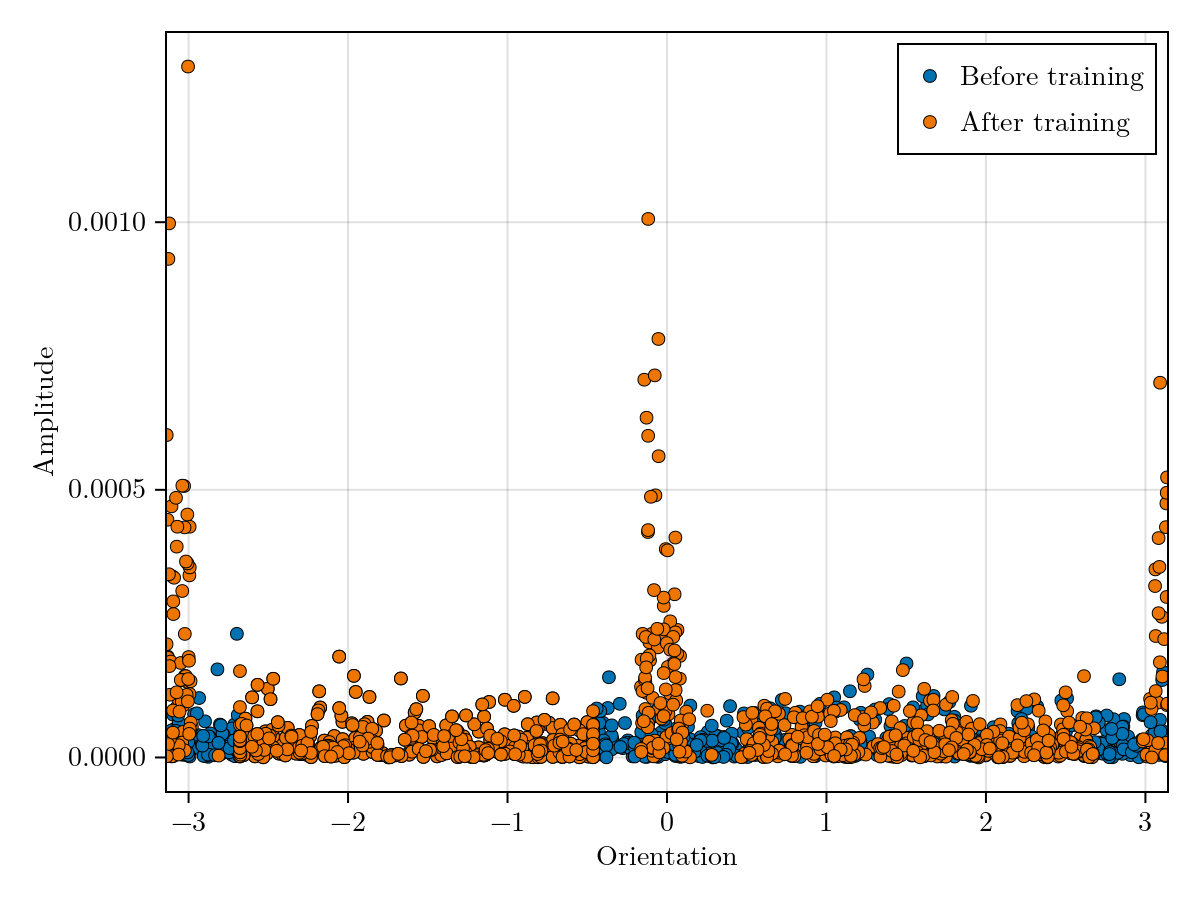 Before training
After training
Amplitude
0.0010
0.0005
0.0000
−3 −2 −1 0 1 2 3
Orientation